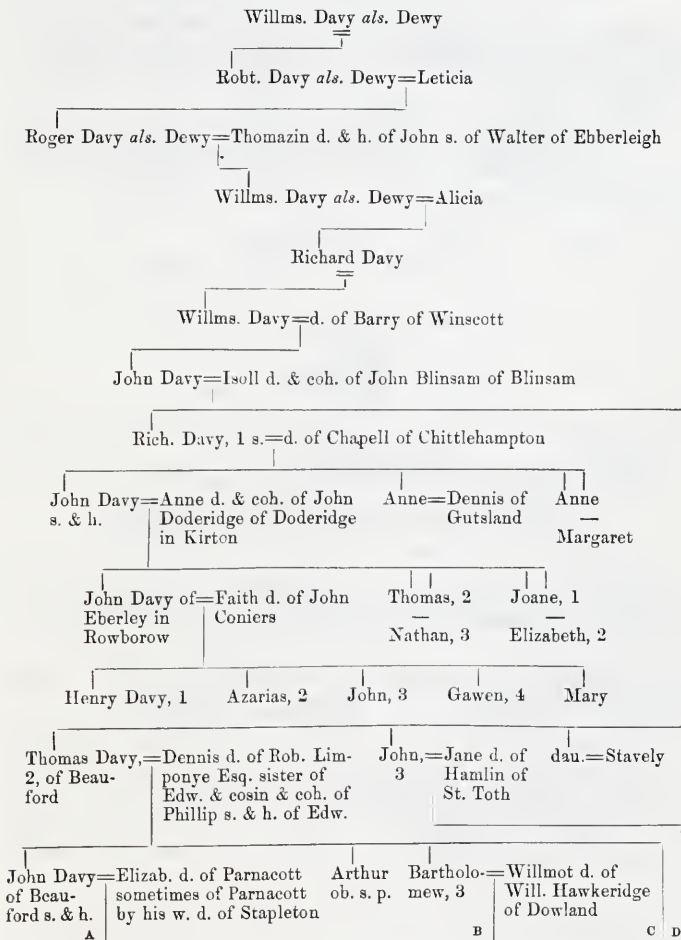 Willms. Davy als. Dewy
Robt. Davy als. Dewy=Leticia
Roger Davy als. Dewy=Thomazin d. & h. of John s. of Walter of Ebberleigh
Willms. Davy als. Dewy=Alicia
Richard Davy
Willms. Davy=d. of Barry of Winscott
John Davy=Isoll d. & coh. of John Blinsam of Blinsam
Rich. Davy, 1 s.=d. of Chapell of Chittlehampton
John Davy=Anne d. & coh. of John
s. & h. Doderidge of Doderidge
in Kirton
Anne=Dennis of
Gutsland
Anne
—
Margaret
John Davy of=Faith d. of John
Eberley in Coniers
Rowborow
Thomas, 2
—
Nathan, 3
Joane, 1
—
Elizabeth, 2
Henry Davy, 1 Azarias, 2 John, 3 Gawen, 4 Mary
Thomas Davy,=Dennis d. of Rob. Lim-
2, of Beau- ponye Esq. sister of
ford Edw. & cosin & coh. of
Phillip s. & h. of Edw.
John,=Jane d. of
3 Hamlin of
St. Toth
dau.=Stavely
John Davy=Elizab. d. of Parnacott
of Beau- sometimes of Parnacott
ford s. & h. by his w. d. of Stapleton
A
Arthur
ob. s. p.
Bartholo-=Willmot d. of
mew, 3 Will. Hawkeridge
of Dowland
B C D